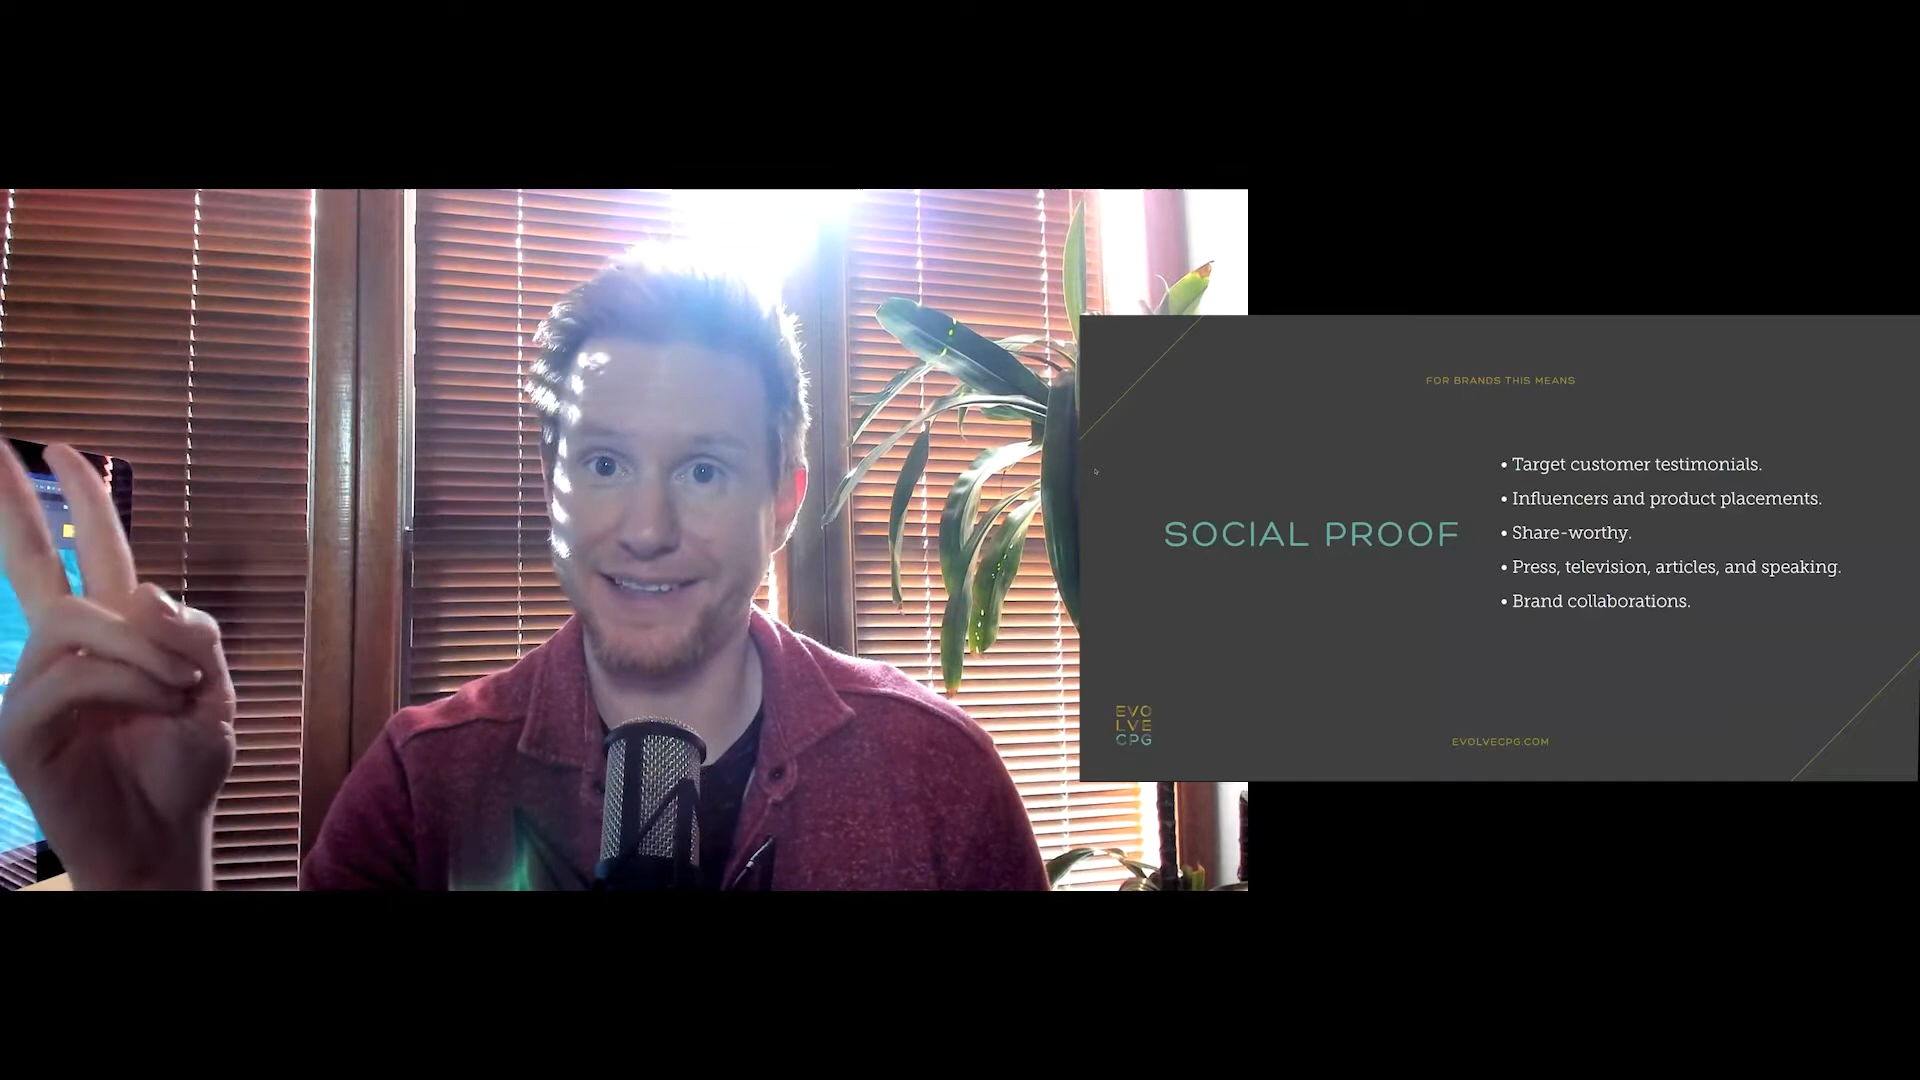 FOR BRANDS THIS MEANS
SOCIAL PROOF
• Target customer testimonials.
• Influencers and product placements.
• Share-worthy.
• Press, television, articles, and speaking.
• Brand collaborations.
EVO
LVE
CPG
EVOLVECPG.COM